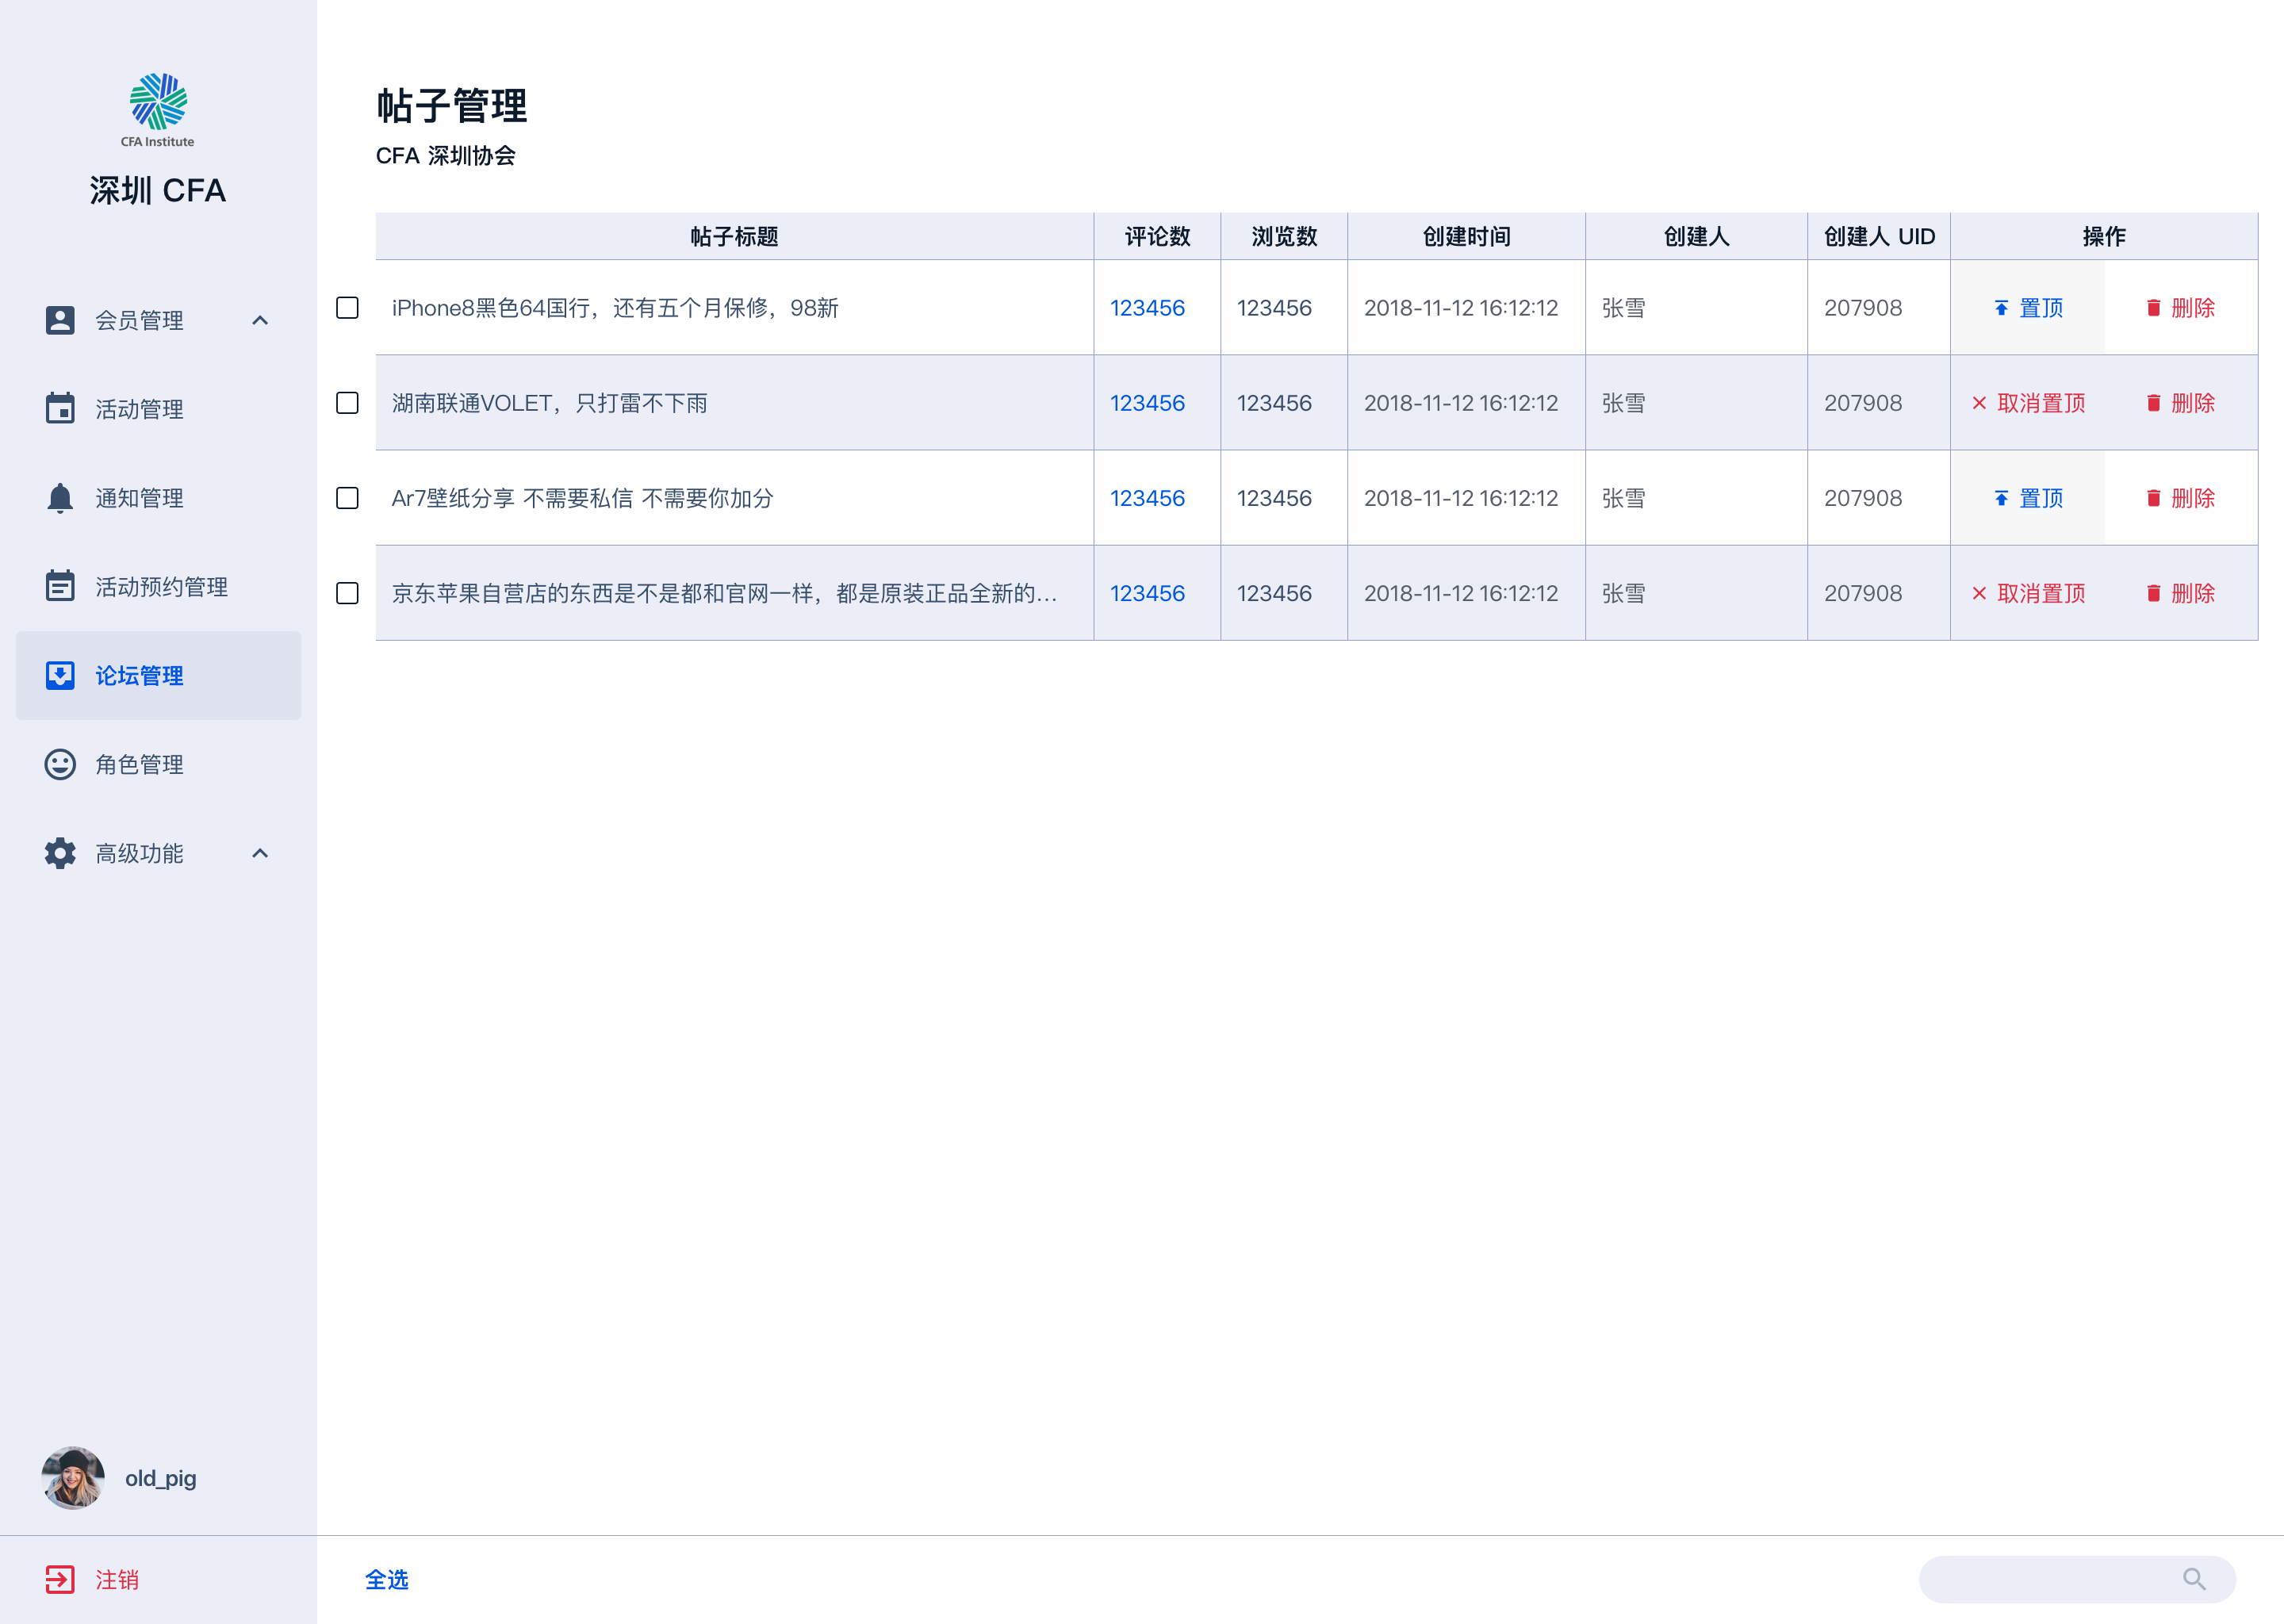 CFA Institute
深圳 CFA
会员管理
活动管理
通知管理
活动预约管理
论坛管理
角色管理
高级功能
old_pig
注销
帖子管理
CFA 深圳协会
帖子标题 评论数 浏览数 创建时间 创建人 创建人 UID 操作
iPhone8黑色64国行，还有五个月保修，98新 123456 123456 2018-11-12 16:12:12 张雪 207908 置顶 删除
湖南联通VOLET，只打雷不下雨 123456 123456 2018-11-12 16:12:12 张雪 207908 取消置顶 删除
Ar7壁纸分享 不需要私信 不需要你加分 123456 123456 2018-11-12 16:12:12 张雪 207908 置顶 删除
京东苹果自营店的东西是不是都和官网一样，都是原装正品全新的… 123456 123456 2018-11-12 16:12:12 张雪 207908 取消置顶 删除
全选